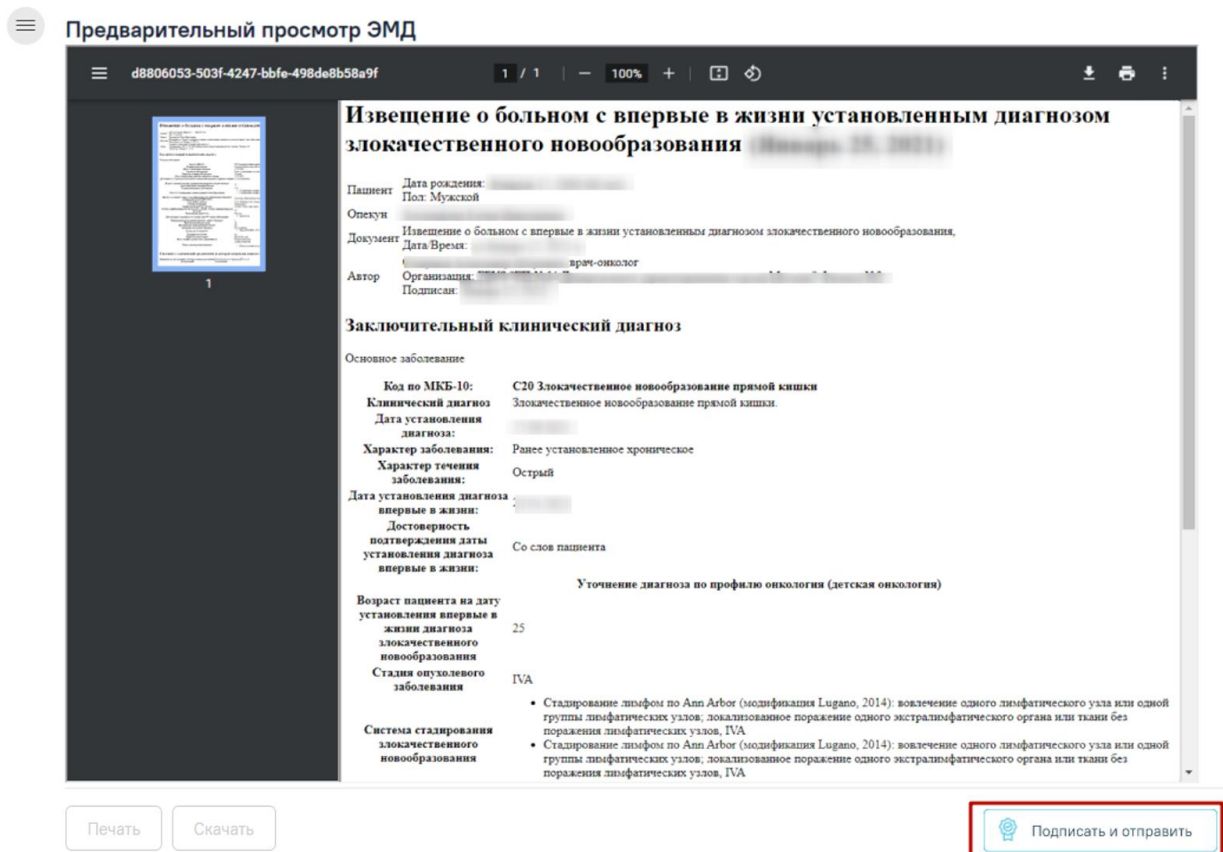 Предварительный просмотр ЭМД
d8806053-503f-4247-bbfe-498de8b58a9f
1 / 1
100%
1
Извещение о больном с впервые в жизни установленным диагнозом
злокачественного новообразования
Пациент
Дата рождения:
Пол: Мужской
Опекун
Документ
Извещение о больном с впервые в жизни установленным диагнозом злокачественного новообразования,
Дата/Время:
Автор
врач-онколог
Организация:
Подписан:
Заключительный клинический диагноз
Основное заболевание
Код по МКБ-10: C20 Злокачественное новообразование прямой кишки
Клинический диагноз Злокачественное новообразование прямой кишки.
Дата установления
диагноза:
Характер заболевания: Ранее установленное хроническое
Характер течения
заболевания: Острый
Дата установления диагноза
впервые в жизни:
Достоверность
подтверждения даты
установления диагноза
впервые в жизни:
Со слов пациента
Уточнение диагноза по профилю онкология (детская онкология)
Возраст пациента на дату
установления впервые в
жизни диагноза
злокачественного
новообразования
25
Стадия опухолевого
заболевания
IVA
Система стадирования
злокачественного
новообразования
• Стадирование лимфом по Ann Arbor (модификация Lugano, 2014): вовлечение одного лимфатического узла или одной
группы лимфатических узлов; локализованное поражение одного экстралимфатического органа или ткани без
поражения лимфатических узлов, IVA
• Стадирование лимфом по Ann Arbor (модификация Lugano, 2014): вовлечение одного лимфатического узла или одной
группы лимфатических узлов; локализованное поражение одного экстралимфатического органа или ткани без
поражения лимфатических узлов, IVA
Печать
Скачать
Подписать и отправить